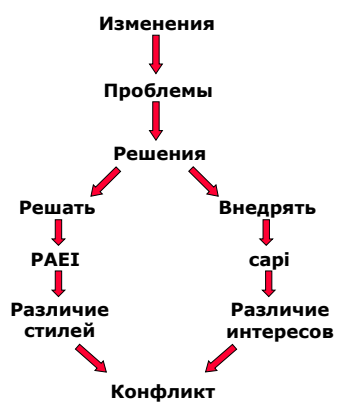 Изменения
Проблемы
Решения
Решать
Внедрять
PAEI
capi
Различие
стилей
Различие
интересов
Конфликт